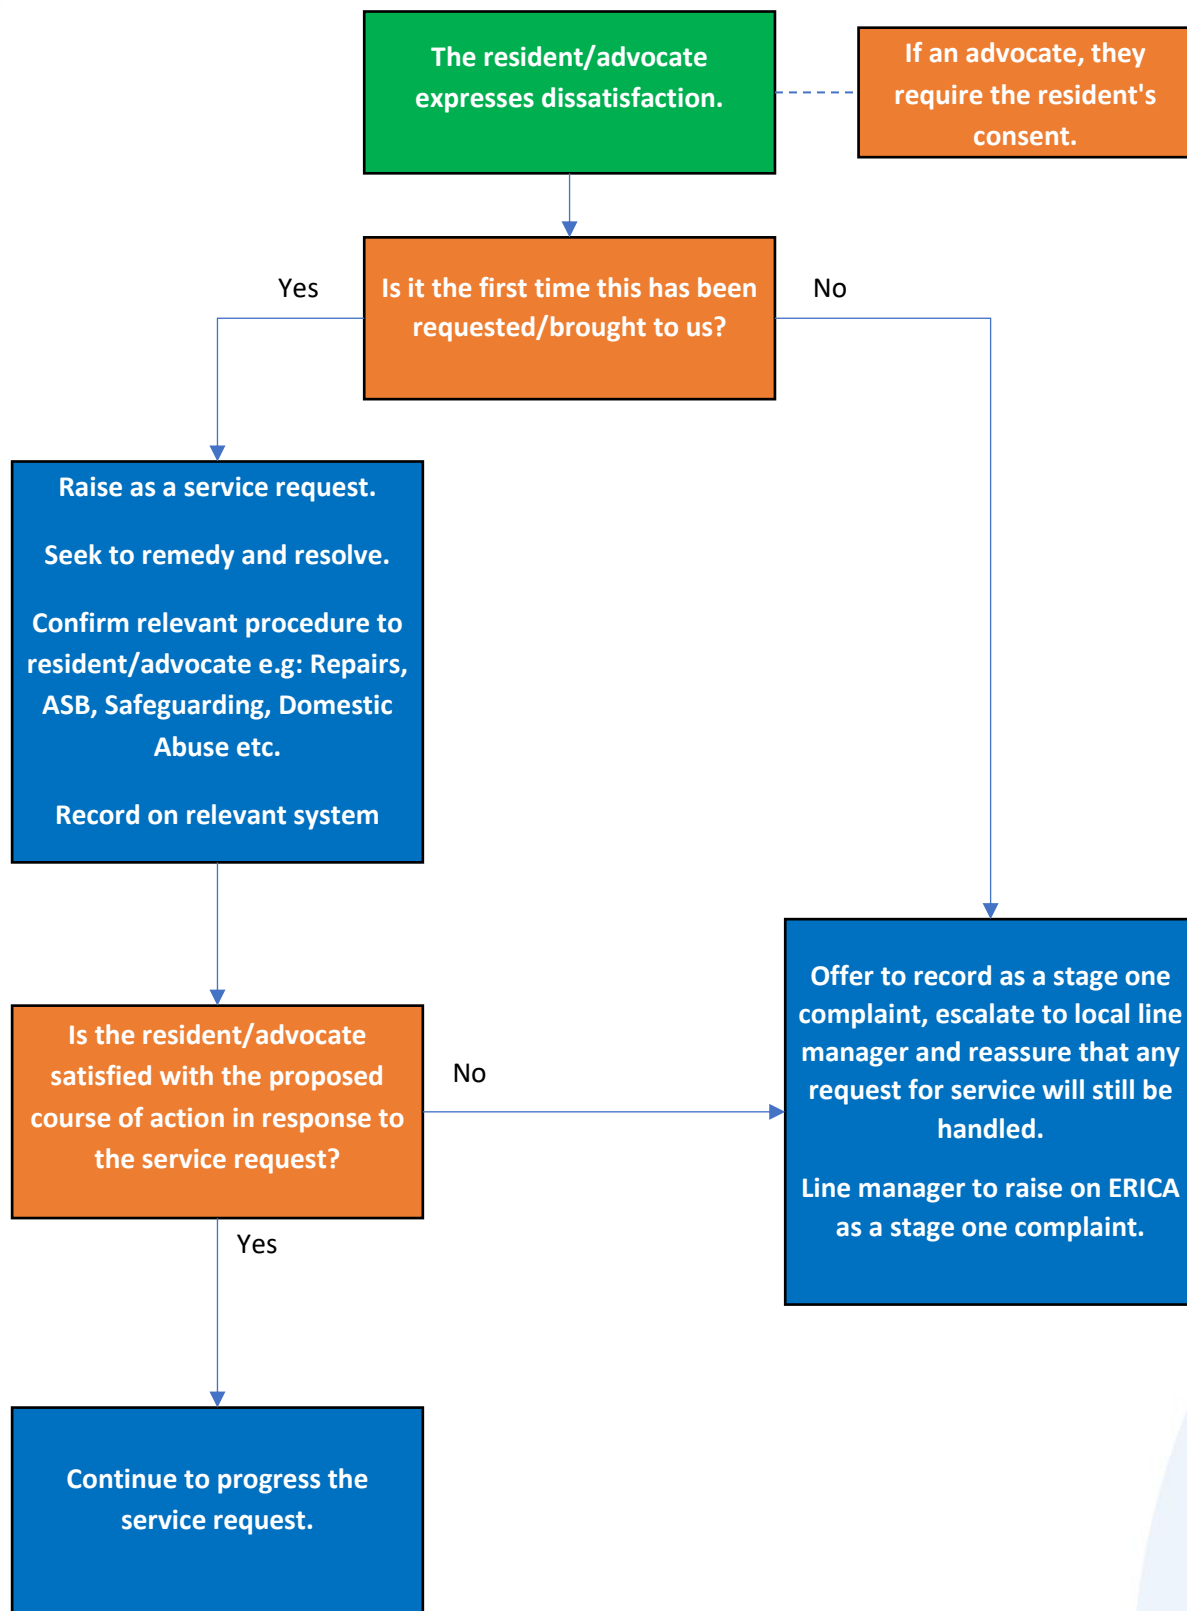 The resident/advocate
expresses dissatisfaction.
If an advocate, they
require the resident's
consent.
Yes
Is it the first time this has been
requested/brought to us?
No
Raise as a service request.
Seek to remedy and resolve.
Confirm relevant procedure to
resident/advocate e.g: Repairs,
ASB, Safeguarding, Domestic
Abuse etc.
Record on relevant system
Is the resident/advocate
satisfied with the proposed
course of action in response to
the service request?
No
Offer to record as a stage one
complaint, escalate to local line
manager and reassure that any
request for service will still be
handled.
Line manager to raise on ERICA
as a stage one complaint.
Yes
Continue to progress the
service request.